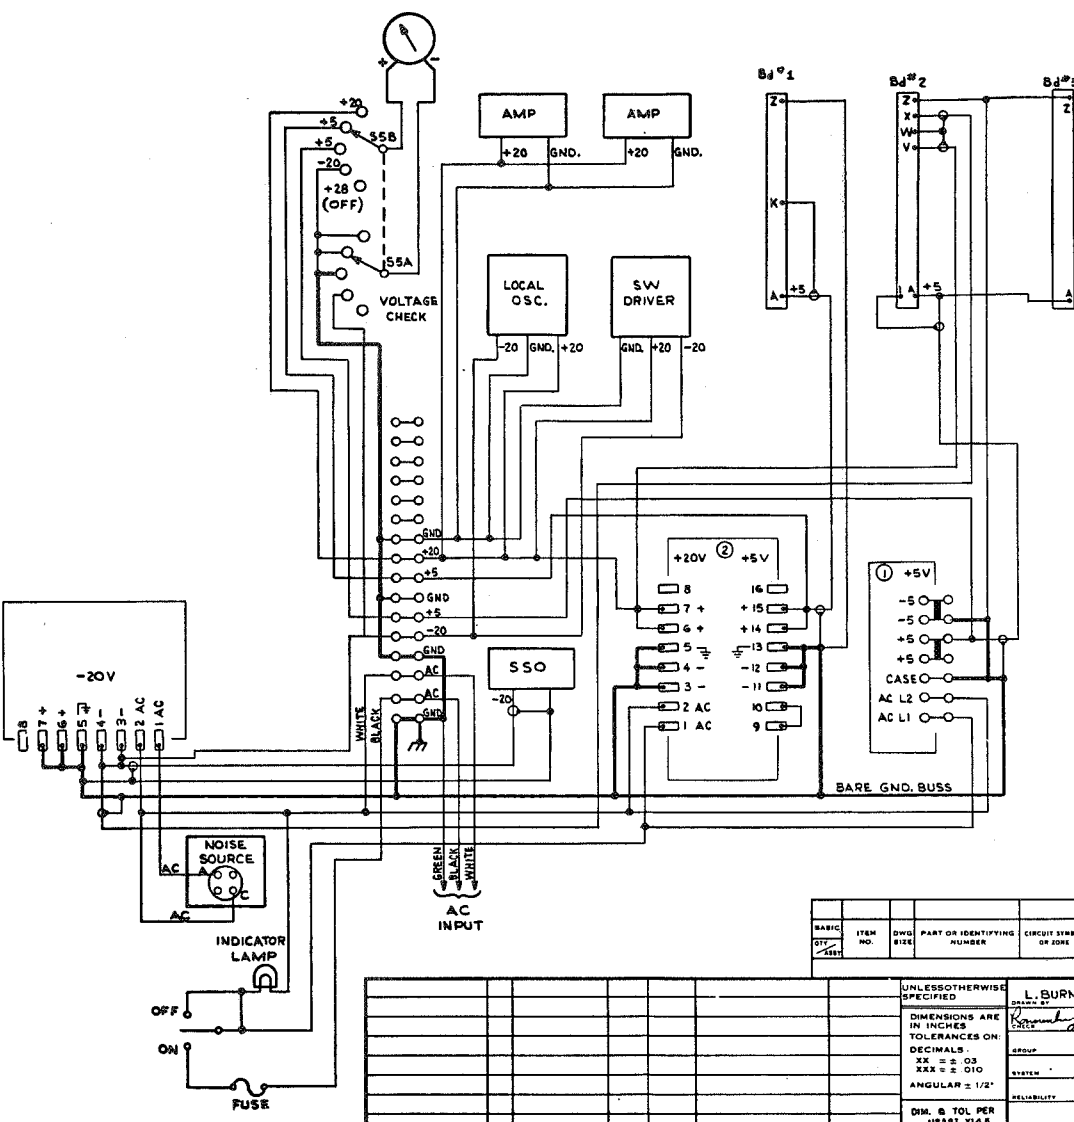 + -
Bd#1
Bd#2
Bd#
+20
+5
S5B
+5
-20
+28
(OFF)
S5A
VOLTAGE
CHECK
AMP
+20 GND.
AMP
+20 GND.
LOCAL
OSC.
-20 GND. +20
SW
DRIVER
GND +20 -20
Z
K
A +5
Z
X
W
V
A +5
Z
A
GND
+20
+5
GND
+5
-20
GND
AC
AC
GND
WHITE
BLACK
SSO
-20
-20V
8
7+
6+
5
4-
3-
2 AC
1 AC
2
+20V +5V
8 16
7 + + 15
6 + + 14
5 13
4 - - 12
3 - - 11
2 AC 10
1 AC 9
1 +5V
-5
-5
+5
+5
CASE
AC L2
AC L1
BARE GND. BUSS
NOISE
SOURCE
AC A
C
AC
GREEN
BLACK
WHITE
AC
INPUT
INDICATOR
LAMP
OFF
ON
FUSE
BASIC
QTY/ASSY
ITEM
NO.
DWG
SIZE
PART OR IDENTIFYING
NUMBER
CIRCUIT SYMB
OR ZONE
UNLESS OTHERWISE
SPECIFIED
DIMENSIONS ARE
IN INCHES
TOLERANCES ON:
DECIMALS -
XX = ± .03
XXX = ± .010
ANGULAR ± 1/2°
DIM. & TOL PER
L. BURN
DRAWN BY
CHECK
GROUP
SYSTEM
RELIABILITY